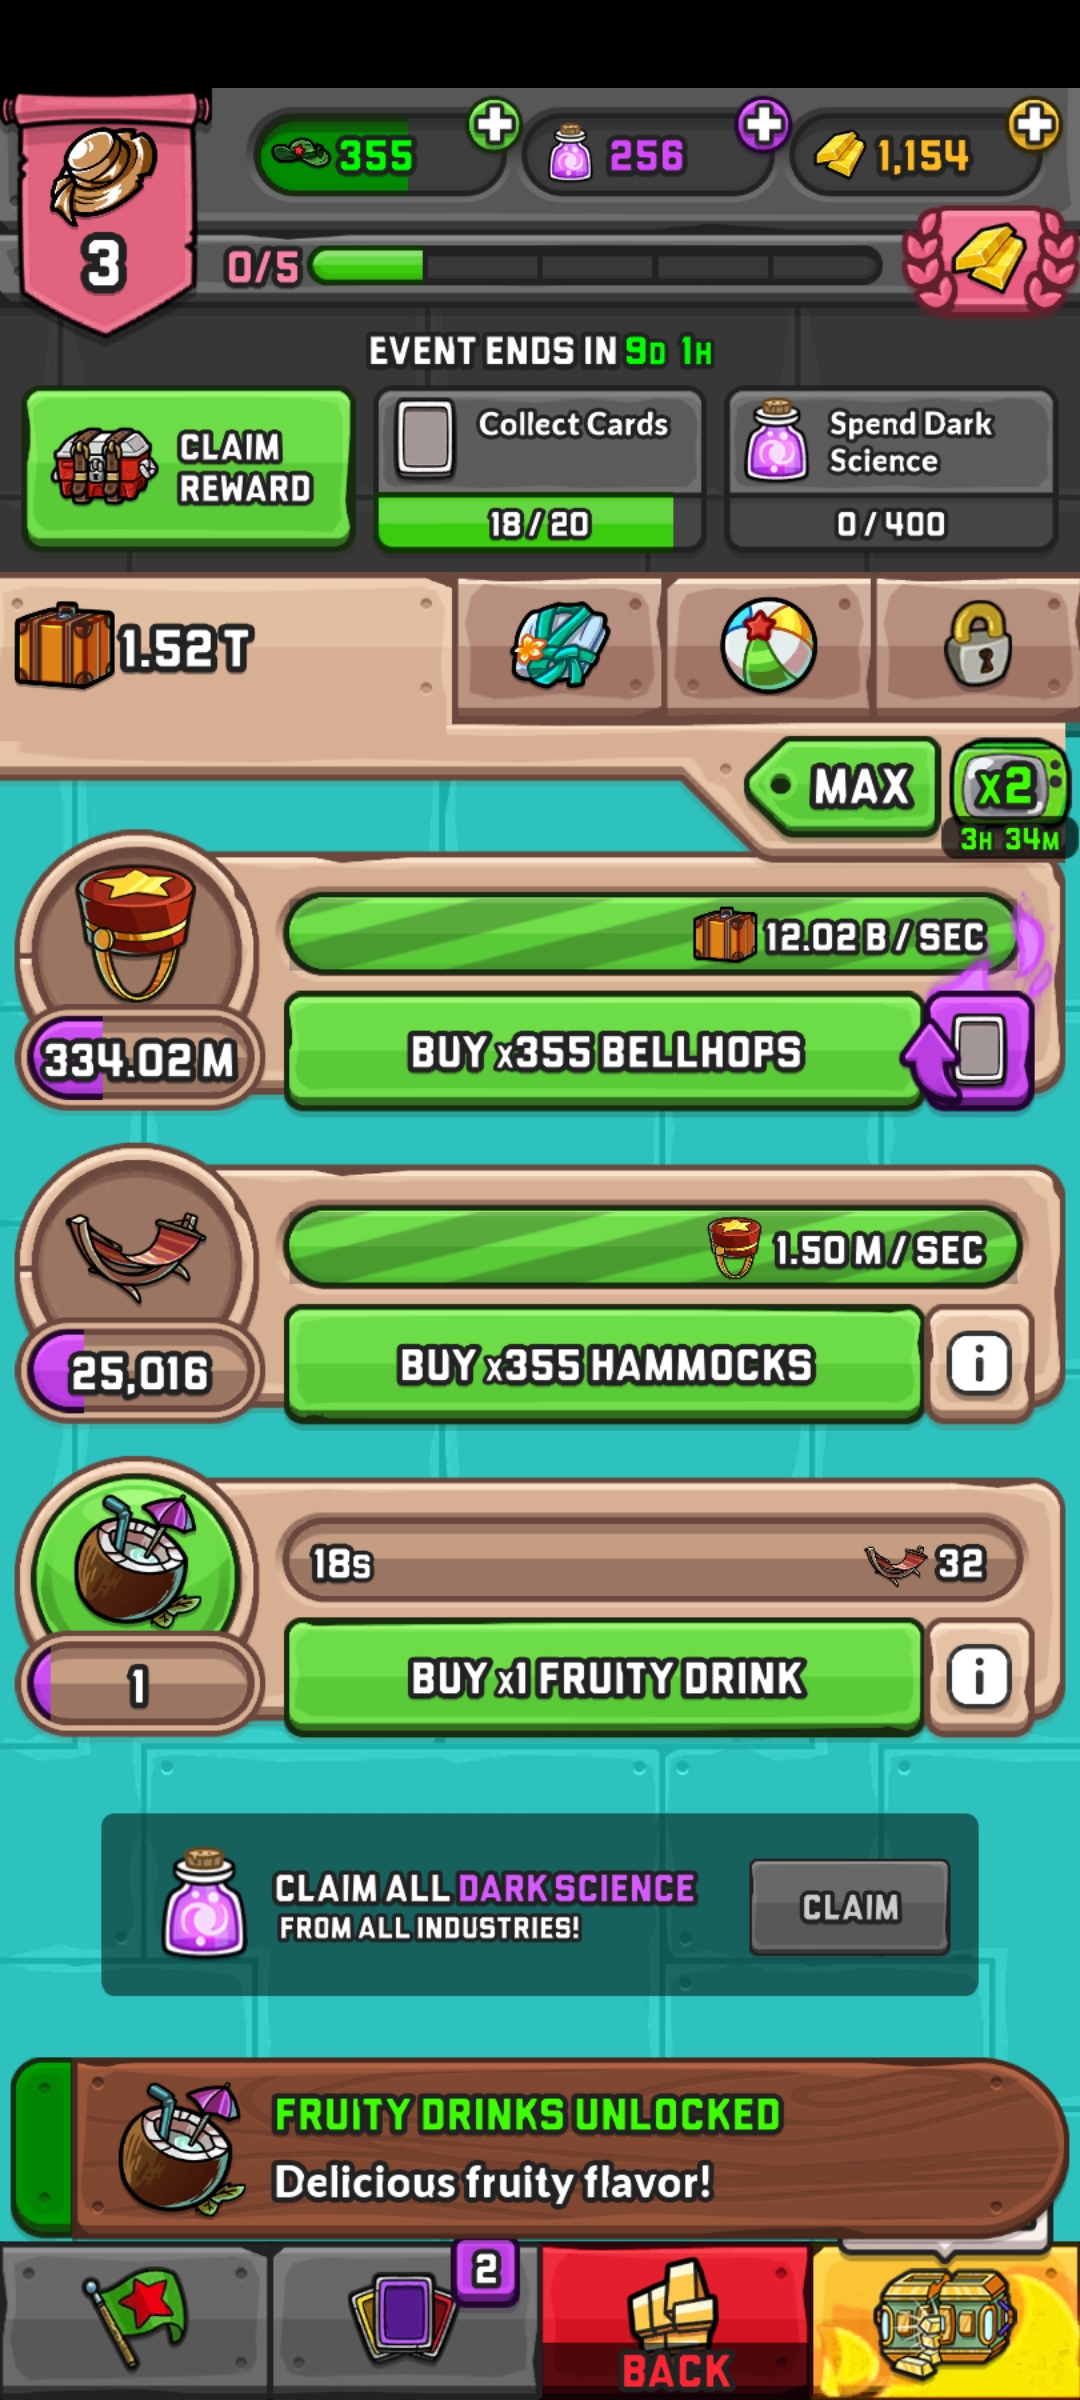 355
256
1,154
3
0/5
EVENT ENDS IN 9D 1H
CLAIM
REWARD
Collect Cards
18/20
Spend Dark
Science
0/400
1.52T
MAX
x2
3H 34M
12.02 B/SEC
334.02 M
BUY x355 BELLHOPS
1.50 M/SEC
25,016
BUY x355 HAMMOCKS
18s
32
1
BUY x1 FRUITY DRINK
CLAIM ALL DARK SCIENCE
FROM ALL INDUSTRIES!
CLAIM
FRUITY DRINKS UNLOCKED
Delicious fruity flavor!
2
BACK